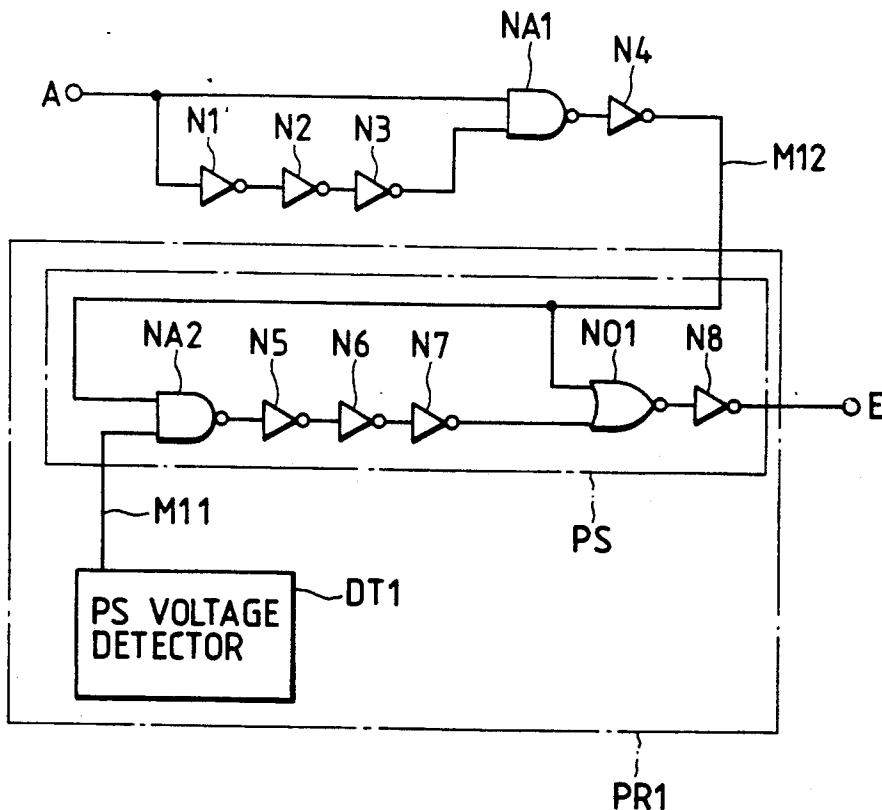 NA1
N4
A
N1
N2
N3
M12
NA2
N5
N6
N7
NO1
N8
E
M11
PS
PS VOLTAGE
DETECTOR
DT1
PR1